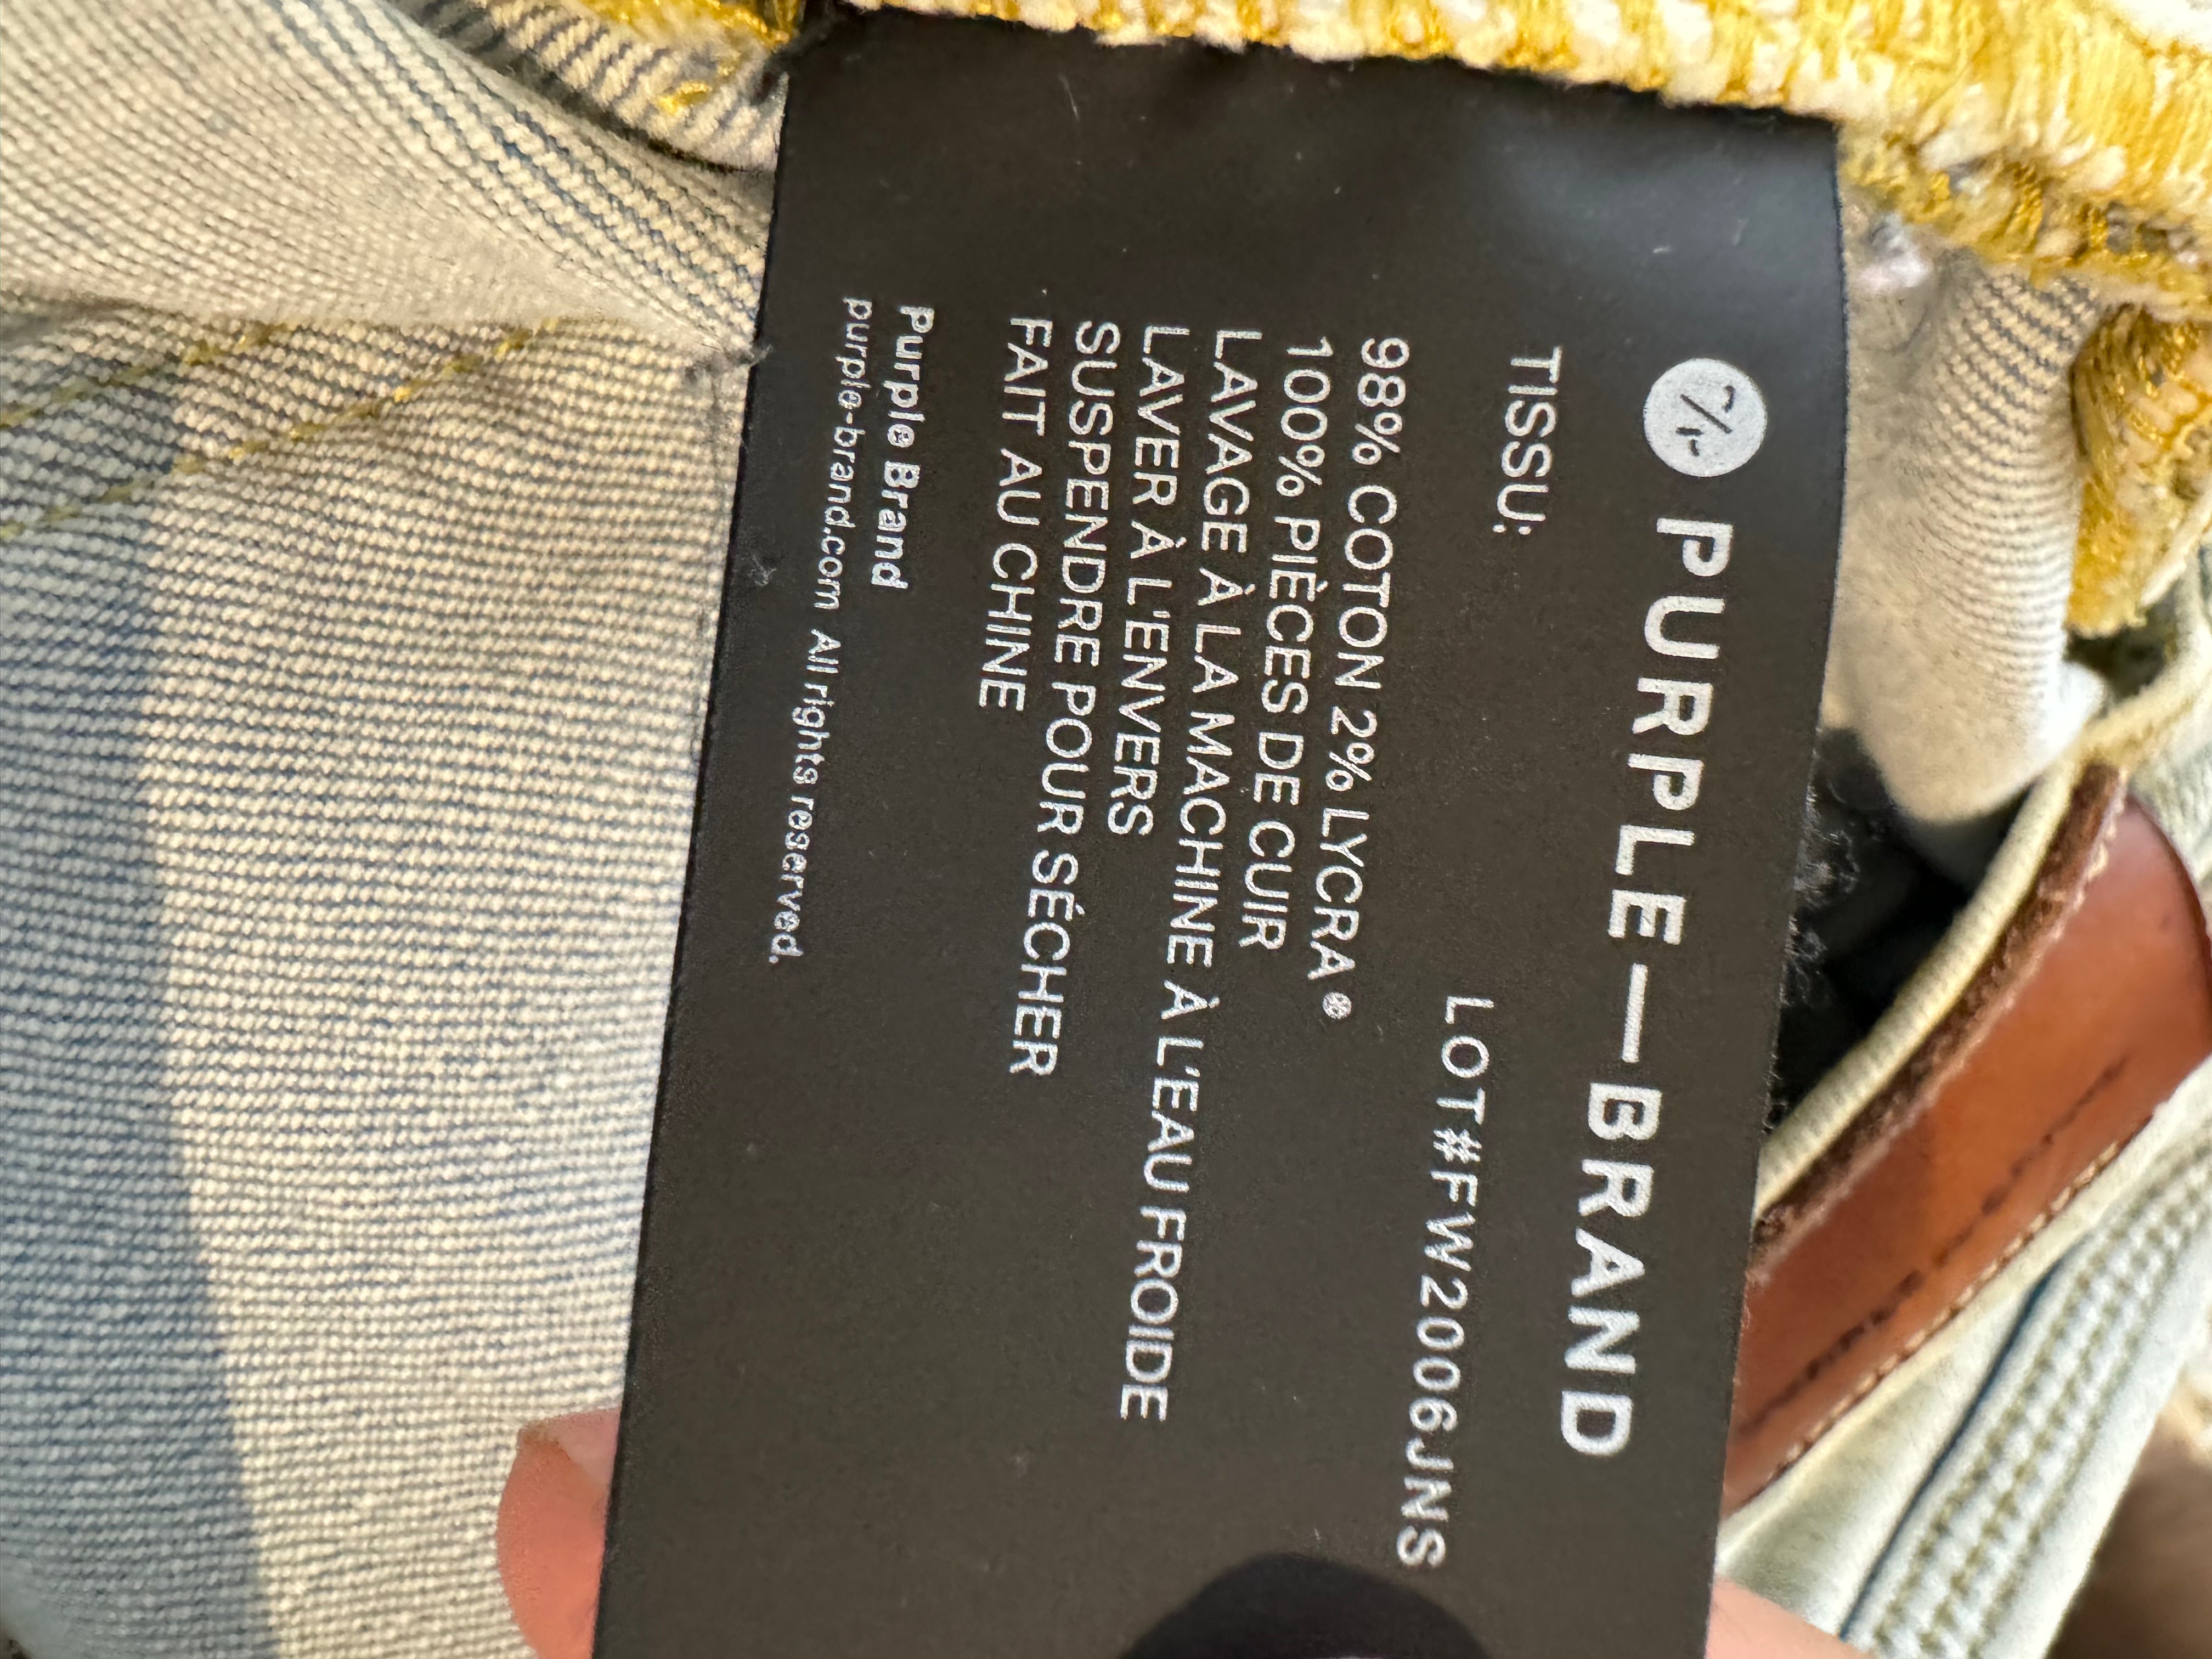 PURPLE—BRAND
LOT#FW2006JNS
TISSU:
98% COTON 2% LYCRA®
100% PIÈCES DE CUIR
LAVAGE À LA MACHINE À L'EAU FROIDE
LAVER À L'ENVERS
SUSPENDRE POUR SÉCHER
FAIT AU CHINE
Purple Brand
purple-brand.com All rights reserved.